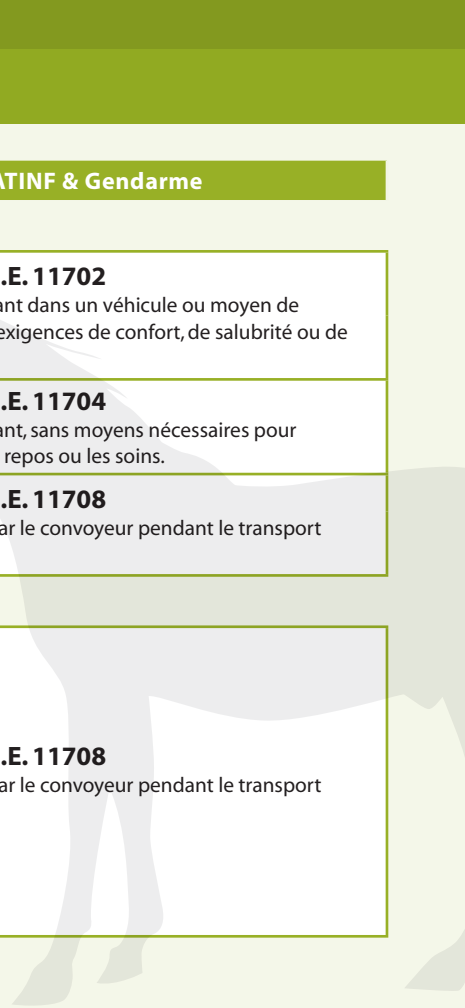 ATINF & Gendarme
.E. 11702
ant dans un véhicule ou moyen de
exigences de confort, de salubrité ou de
.E. 11704
ant, sans moyens nécessaires pour
repos ou les soins.
.E. 11708
ar le convoyeur pendant le transport
.E. 11708
ar le convoyeur pendant le transport